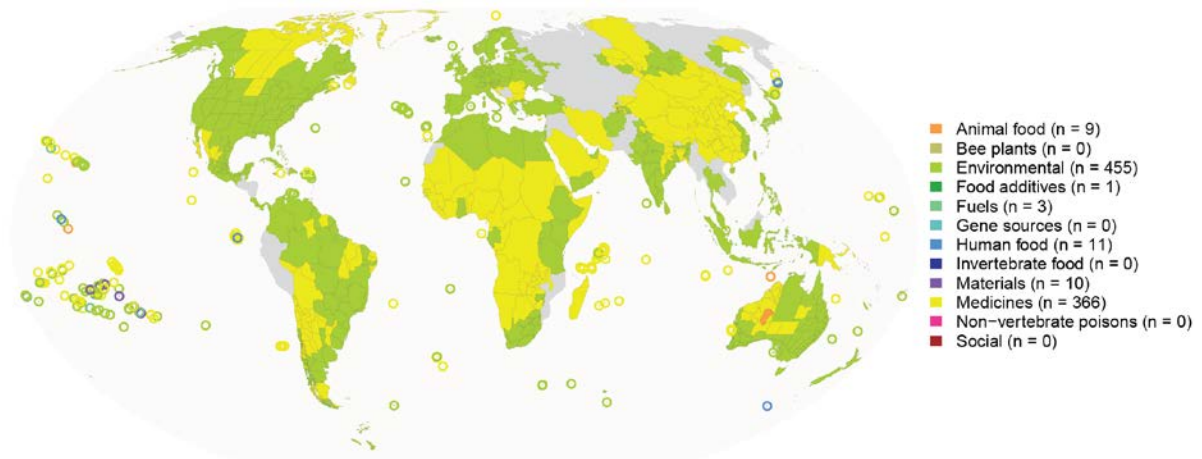 Animal food (n = 9)
Bee plants (n = 0)
Environmental (n = 455)
Food additives (n = 1)
Fuels (n = 3)
Gene sources (n = 0)
Human food (n = 11)
Invertebrate food (n = 0)
Materials (n = 10)
Medicines (n = 366)
Non−vertebrate poisons (n = 0)
Social (n = 0)